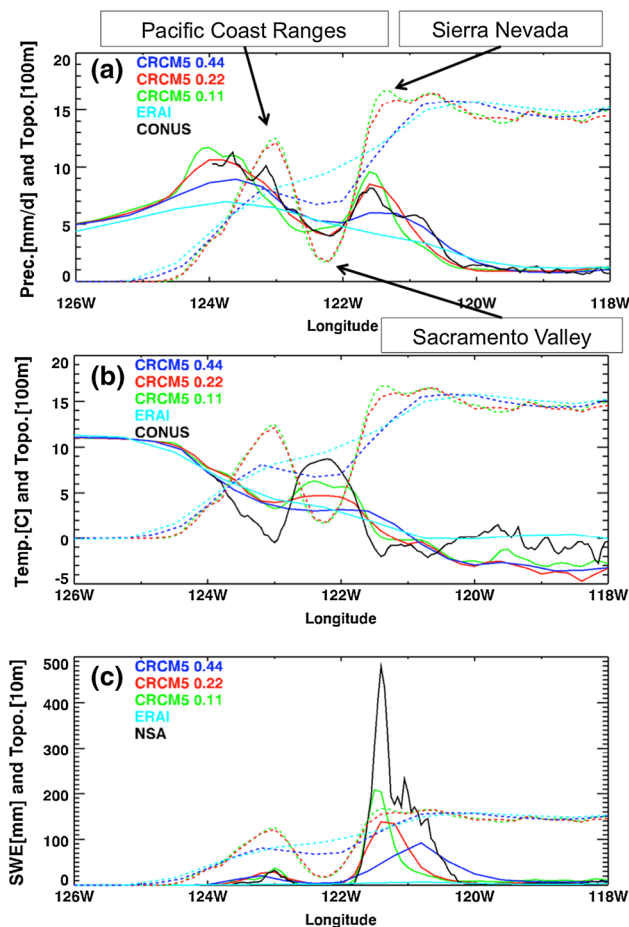 Pacific Coast Ranges
Sierra Nevada
(a)
CRCM5 0.44
CRCM5 0.22
CRCM5 0.11
ERAI
CONUS
Prec.[mm/d] and Topo.[100m]
20
15
10
5
0
126W 124W 122W 120W 118W
Longitude
Sacramento Valley
(b)
CRCM5 0.44
CRCM5 0.22
CRCM5 0.11
ERAI
CONUS
Temp.[C] and Topo.[100m]
20
15
10
5
0
-5
126W 124W 122W 120W 118W
Longitude
(c)
CRCM5 0.44
CRCM5 0.22
CRCM5 0.11
ERAI
NSA
SWE[mm] and Topo.[10m]
500
400
300
200
100
0
126W 124W 122W 120W 118W
Longitude